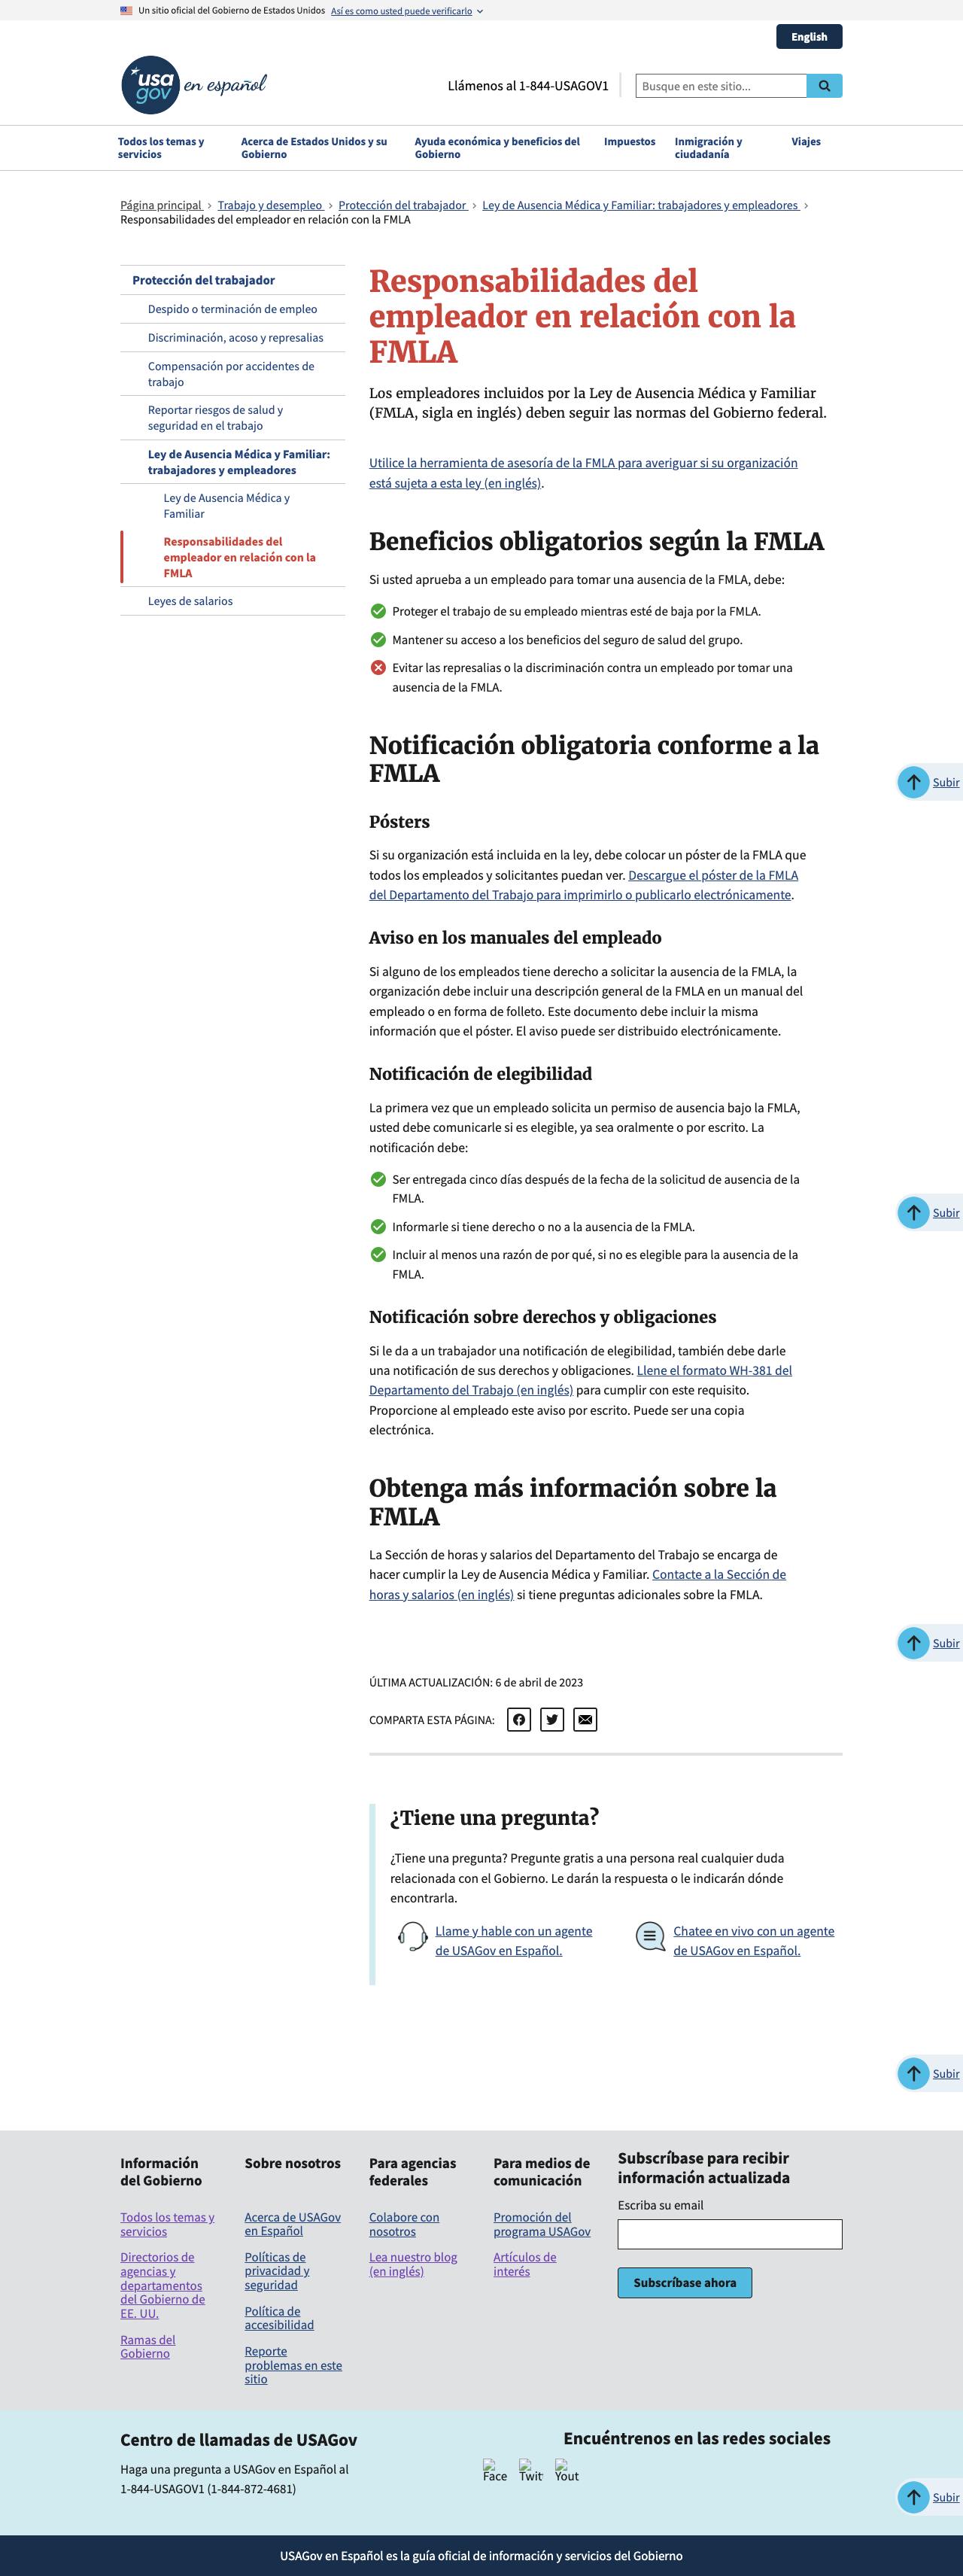 Un sitio oficial del Gobierno de Estados Unidos Así es como usted puede verificarlo
English
usa gov en español
Llámenos al 1-844-USAGOV1
Busque en este sitio...
Todos los temas y
servicios
Acerca de Estados Unidos y su
Gobierno
Ayuda económica y beneficios del
Gobierno
Impuestos
Inmigración y
ciudadanía
Viajes
Página principal > Trabajo y desempleo > Protección del trabajador > Ley de Ausencia Médica y Familiar: trabajadores y empleadores >
Responsabilidades del empleador en relación con la FMLA
Protección del trabajador
Despido o terminación de empleo
Discriminación, acoso y represalias
Compensación por accidentes de
trabajo
Reportar riesgos de salud y
seguridad en el trabajo
Ley de Ausencia Médica y Familiar:
trabajadores y empleadores
Ley de Ausencia Médica y
Familiar
Responsabilidades del
empleador en relación con la
FMLA
Leyes de salarios
Responsabilidades del
empleador en relación con la
FMLA
Los empleadores incluidos por la Ley de Ausencia Médica y Familiar
(FMLA, sigla en inglés) deben seguir las normas del Gobierno federal.
Utilice la herramienta de asesoría de la FMLA para averiguar si su organización
está sujeta a esta ley (en inglés).
Beneficios obligatorios según la FMLA
Si usted aprueba a un empleado para tomar una ausencia de la FMLA, debe:
Proteger el trabajo de su empleado mientras esté de baja por la FMLA.
Mantener su acceso a los beneficios del seguro de salud del grupo.
Evitar las represalias o la discriminación contra un empleado por tomar una
ausencia de la FMLA.
Notificación obligatoria conforme a la
FMLA
Subir
Pósters
Si su organización está incluida en la ley, debe colocar un póster de la FMLA que
todos los empleados y solicitantes puedan ver. Descargue el póster de la FMLA
del Departamento del Trabajo para imprimirlo o publicarlo electrónicamente.
Aviso en los manuales del empleado
Si alguno de los empleados tiene derecho a solicitar la ausencia de la FMLA, la
organización debe incluir una descripción general de la FMLA en un manual del
empleado o en forma de folleto. Este documento debe incluir la misma
información que el póster. El aviso puede ser distribuido electrónicamente.
Notificación de elegibilidad
La primera vez que un empleado solicita un permiso de ausencia bajo la FMLA,
usted debe comunicarle si es elegible, ya sea oralmente o por escrito. La
notificación debe:
Ser entregada cinco días después de la fecha de la solicitud de ausencia de la
FMLA.
Subir
Informarle si tiene derecho o no a la ausencia de la FMLA.
Incluir al menos una razón de por qué, si no es elegible para la ausencia de la
FMLA.
Notificación sobre derechos y obligaciones
Si le da a un trabajador una notificación de elegibilidad, también debe darle
una notificación de sus derechos y obligaciones. Llene el formato WH-381 del
Departamento del Trabajo (en inglés) para cumplir con este requisito.
Proporcione al empleado este aviso por escrito. Puede ser una copia
electrónica.
Obtenga más información sobre la
FMLA
La Sección de horas y salarios del Departamento del Trabajo se encarga de
hacer cumplir la Ley de Ausencia Médica y Familiar. Contacte a la Sección de
horas y salarios (en inglés) si tiene preguntas adicionales sobre la FMLA.
Subir
ÚLTIMA ACTUALIZACIÓN: 6 de abril de 2023
COMPARTA ESTA PÁGINA:
¿Tiene una pregunta?
¿Tiene una pregunta? Pregunte gratis a una persona real cualquier duda
relacionada con el Gobierno. Le darán la respuesta o le indicarán dónde
encontrarla.
Llame y hable con un agente
de USAGov en Español.
Chatee en vivo con un agente
de USAGov en Español.
Subir
Información
del Gobierno
Todos los temas y
servicios
Directorios de
agencias y
departamentos
del Gobierno de
EE. UU.
Ramas del
Gobierno
Sobre nosotros
Acerca de USAGov
en Español
Políticas de
privacidad y
seguridad
Política de
accesibilidad
Reporte
problemas en este
sitio
Para agencias
federales
Colabore con
nosotros
Lea nuestro blog
(en inglés)
Para medios de
comunicación
Promoción del
programa USAGov
Artículos de
interés
Subscríbase para recibir
información actualizada
Escriba su email
Subscríbase ahora
Centro de llamadas de USAGov
Haga una pregunta a USAGov en Español al
1-844-USAGOV1 (1-844-872-4681)
Encuéntrenos en las redes sociales
Face Twit Yout
Subir
USAGov en Español es la guía oficial de información y servicios del Gobierno